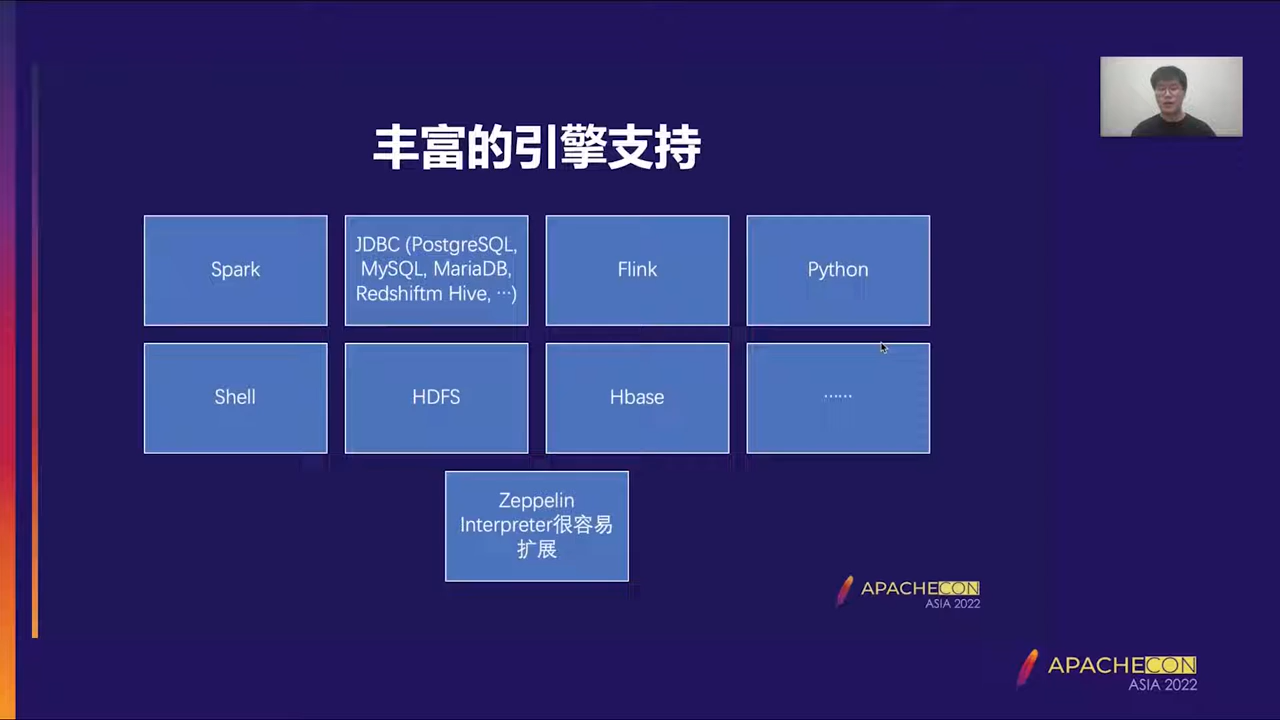 丰富的引擎支持
Spark
JDBC (PostgreSQL,
MySQL, MariaDB,
Redshiftm Hive, …)
Flink
Python
Shell
HDFS
Hbase
……
Zeppelin
Interpreter很容易
扩展
APACHECON
ASIA 2022
APACHECON
ASIA 2022